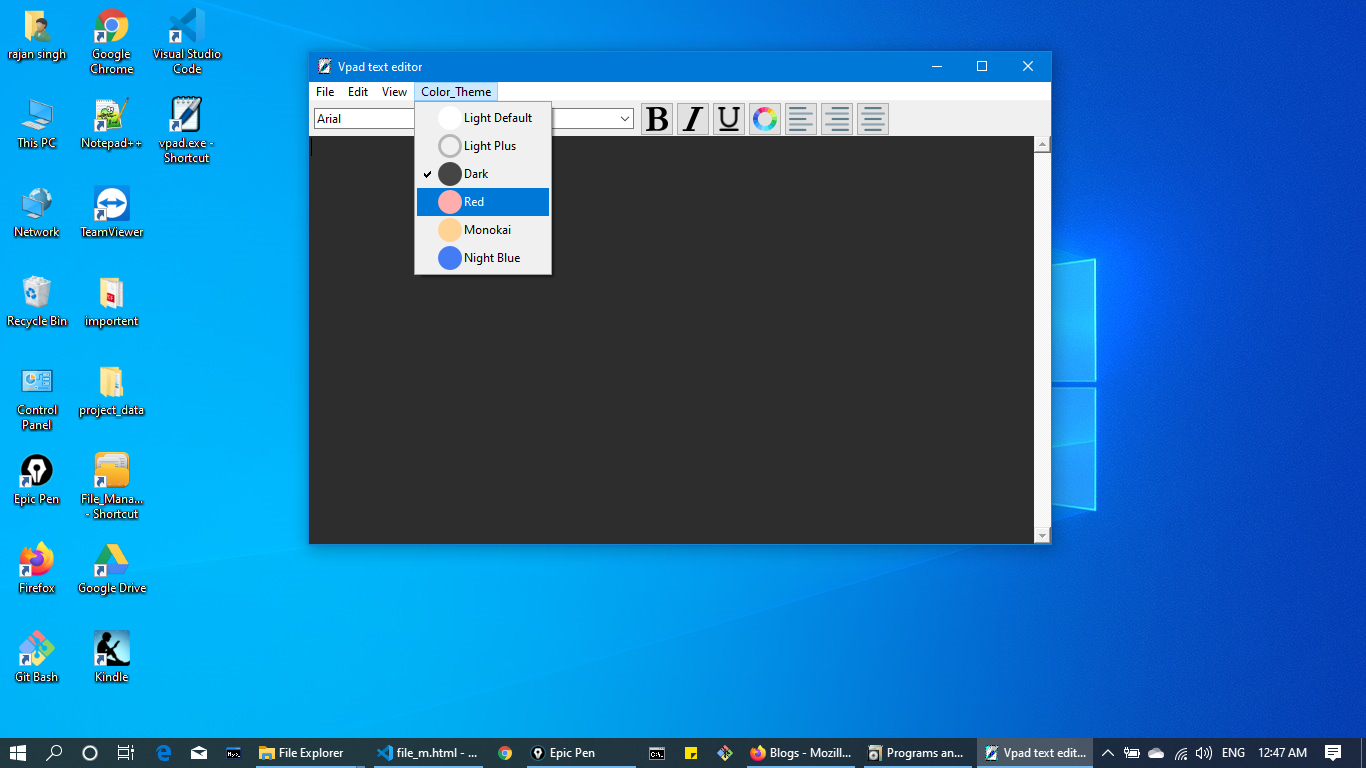 rajan singh
Google
Chrome
Visual Studio
Code
This PC
Notepad++
vpad.exe -
Shortcut
Network
TeamViewer
Recycle Bin
importent
Control
Panel
project_data
Epic Pen
File_Mana...
- Shortcut
Firefox
Google Drive
Git Bash
Kindle
Vpad text editor
File Edit View Color_Theme
Arial
B I U
Light Default
Light Plus
Dark
Red
Monokai
Night Blue
File Explorer
file_m.html - ...
Epic Pen
Blogs - Mozill...
Programs an...
Vpad text edit...
ENG
12:47 AM